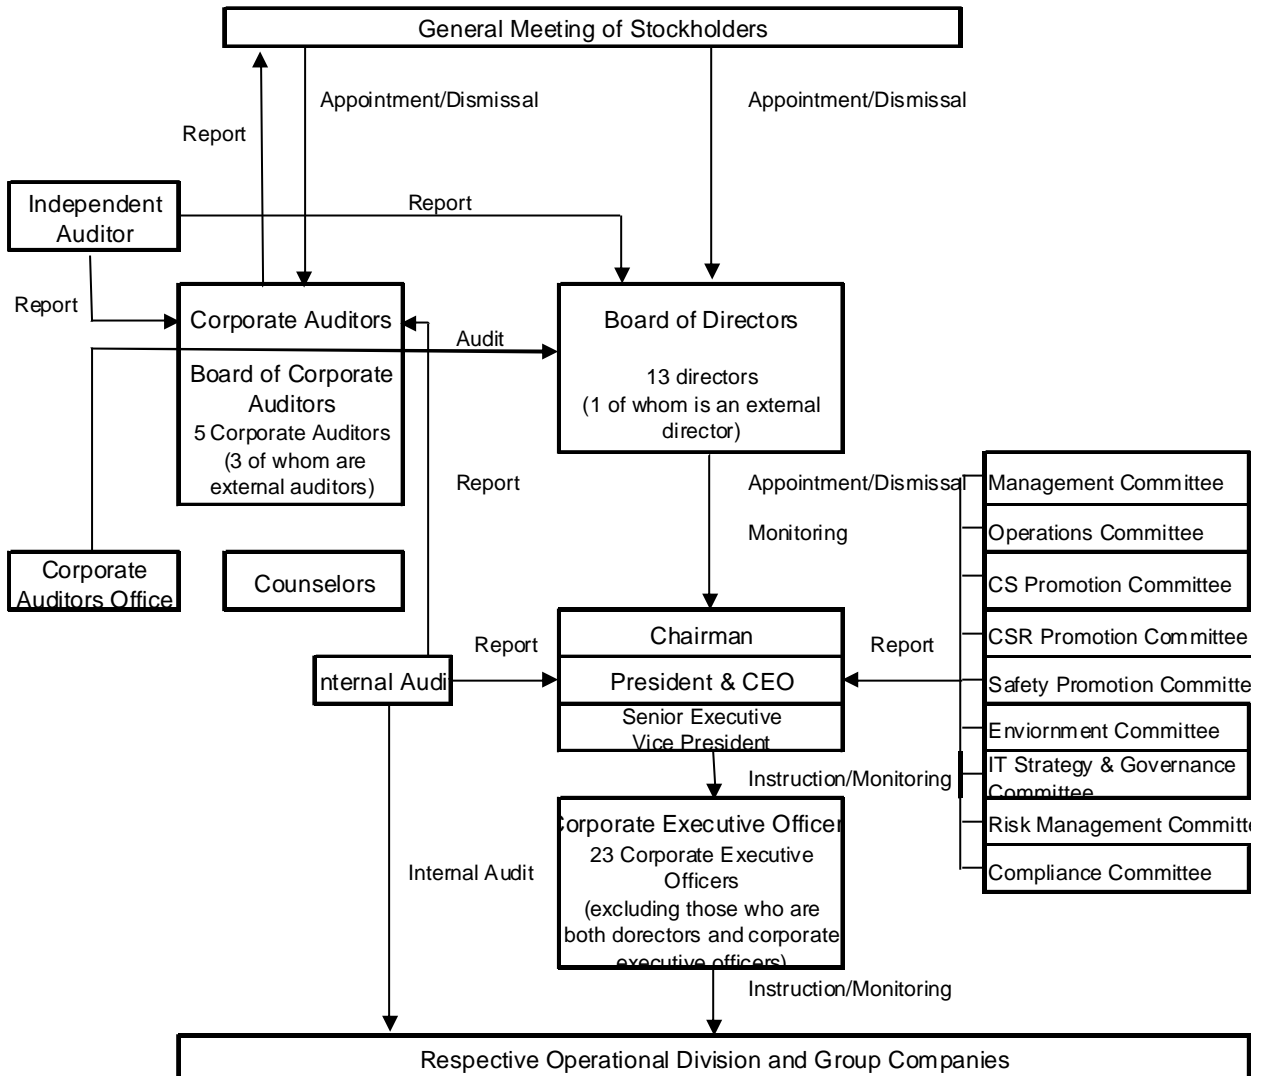 General Meeting of Stockholders
Appointment/Dismissal
Appointment/Dismissal
Report
Independent
Auditor
Report
Report
Corporate Auditors
Board of Corporate
Auditors
5 Corporate Auditors
(3 of whom are
external auditors)
Audit
Board of Directors
13 directors
(1 of whom is an external
director)
Report
Appointment/Dismissal
Monitoring
Management Committee
Operations Committee
CS Promotion Committee
CSR Promotion Committee
Safety Promotion Committe
Enviornment Committee
IT Strategy & Governance
Committee
Risk Management Committe
Compliance Committee
Corporate
Auditors Office
Counselors
Report
Chairman
President & CEO
Senior Executive
Vice President
Report
nternal Audi
Instruction/Monitoring
Corporate Executive Officer
23 Corporate Executive
Officers
(excluding those who are
both dorectors and corporate
executive officers)
Internal Audit
Instruction/Monitoring
Respective Operational Division and Group Companies